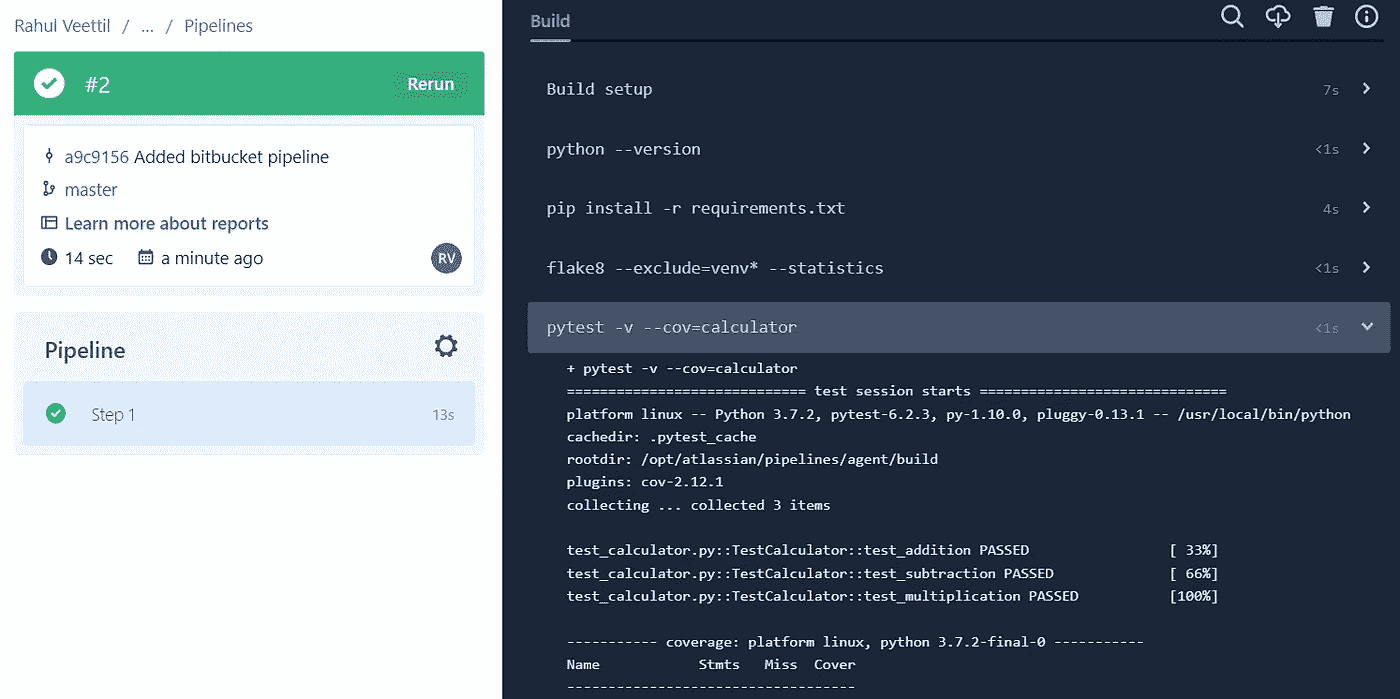 Rahul Veettil / ... / Pipelines
#2 Rerun
a9c9156 Added bitbucket pipeline
master
Learn more about reports
14 sec a minute ago RV
Pipeline
Step 1 13s
Build
Build setup 7s
python --version <1s
pip install -r requirements.txt 4s
flake8 --exclude=venv* --statistics <1s
pytest -v --cov=calculator <1s
+ pytest -v --cov=calculator
============================= test session starts ==============================
platform linux -- Python 3.7.2, pytest-6.2.3, py-1.10.0, pluggy-0.13.1 -- /usr/local/bin/python
cachedir: .pytest_cache
rootdir: /opt/atlassian/pipelines/agent/build
plugins: cov-2.12.1
collecting ... collected 3 items
test_calculator.py::TestCalculator::test_addition PASSED [ 33%]
test_calculator.py::TestCalculator::test_subtraction PASSED [ 66%]
test_calculator.py::TestCalculator::test_multiplication PASSED [100%]
----------- coverage: platform linux, python 3.7.2-final-0 -----------
Name Stmts Miss Cover
-----------------------------------